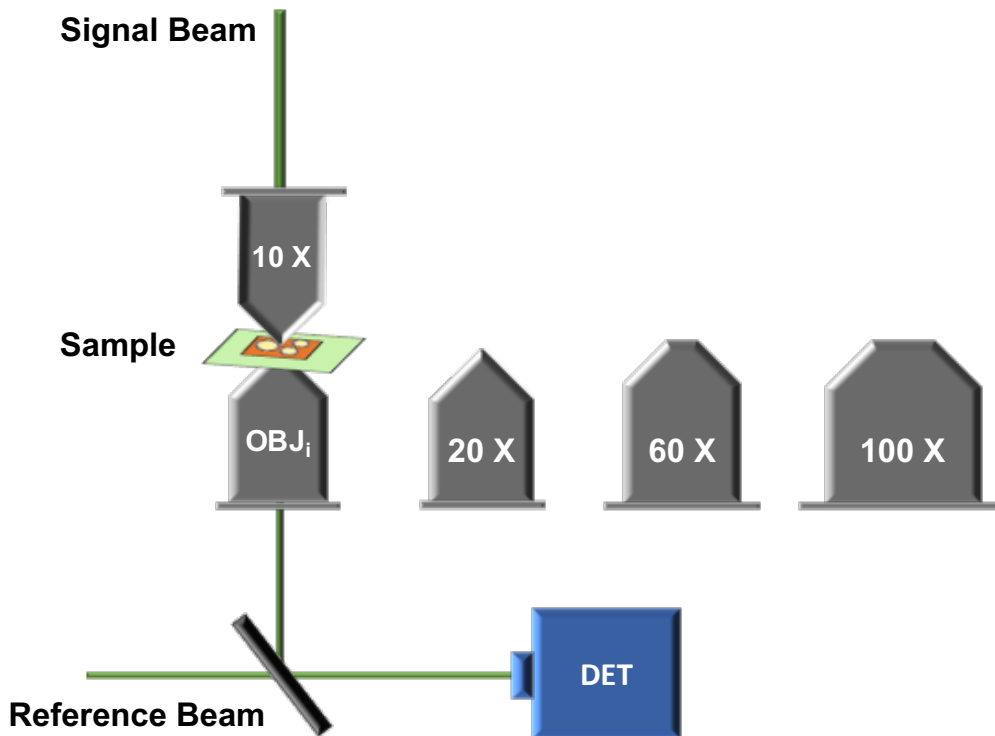 Signal Beam
10 X
Sample
OBJi
20 X
60 X
100 X
DET
Reference Beam